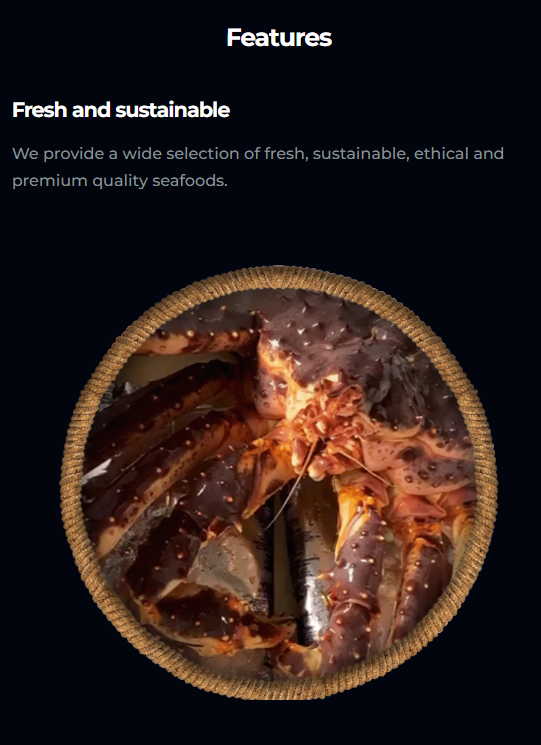 Features
Fresh and sustainable
We provide a wide selection of fresh, sustainable, ethical and
premium quality seafoods.